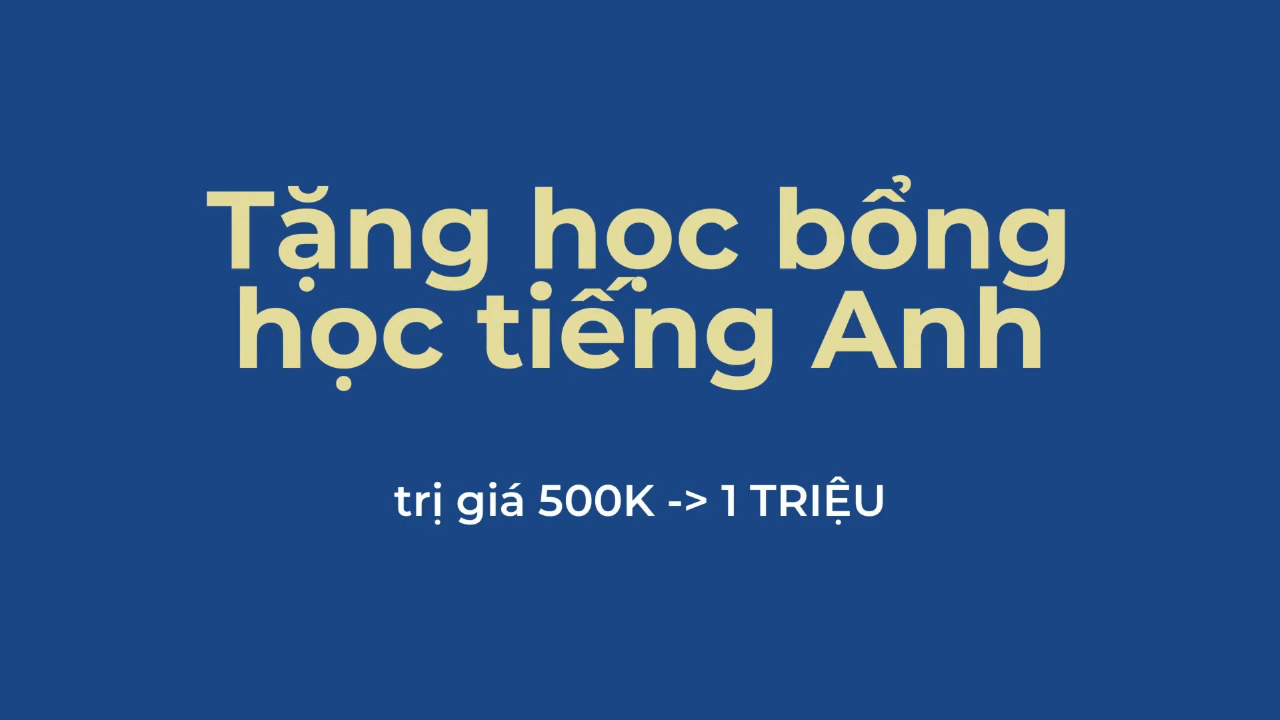 Tặng học bổng
học tiếng Anh
trị giá 500K -> 1 TRIỆU